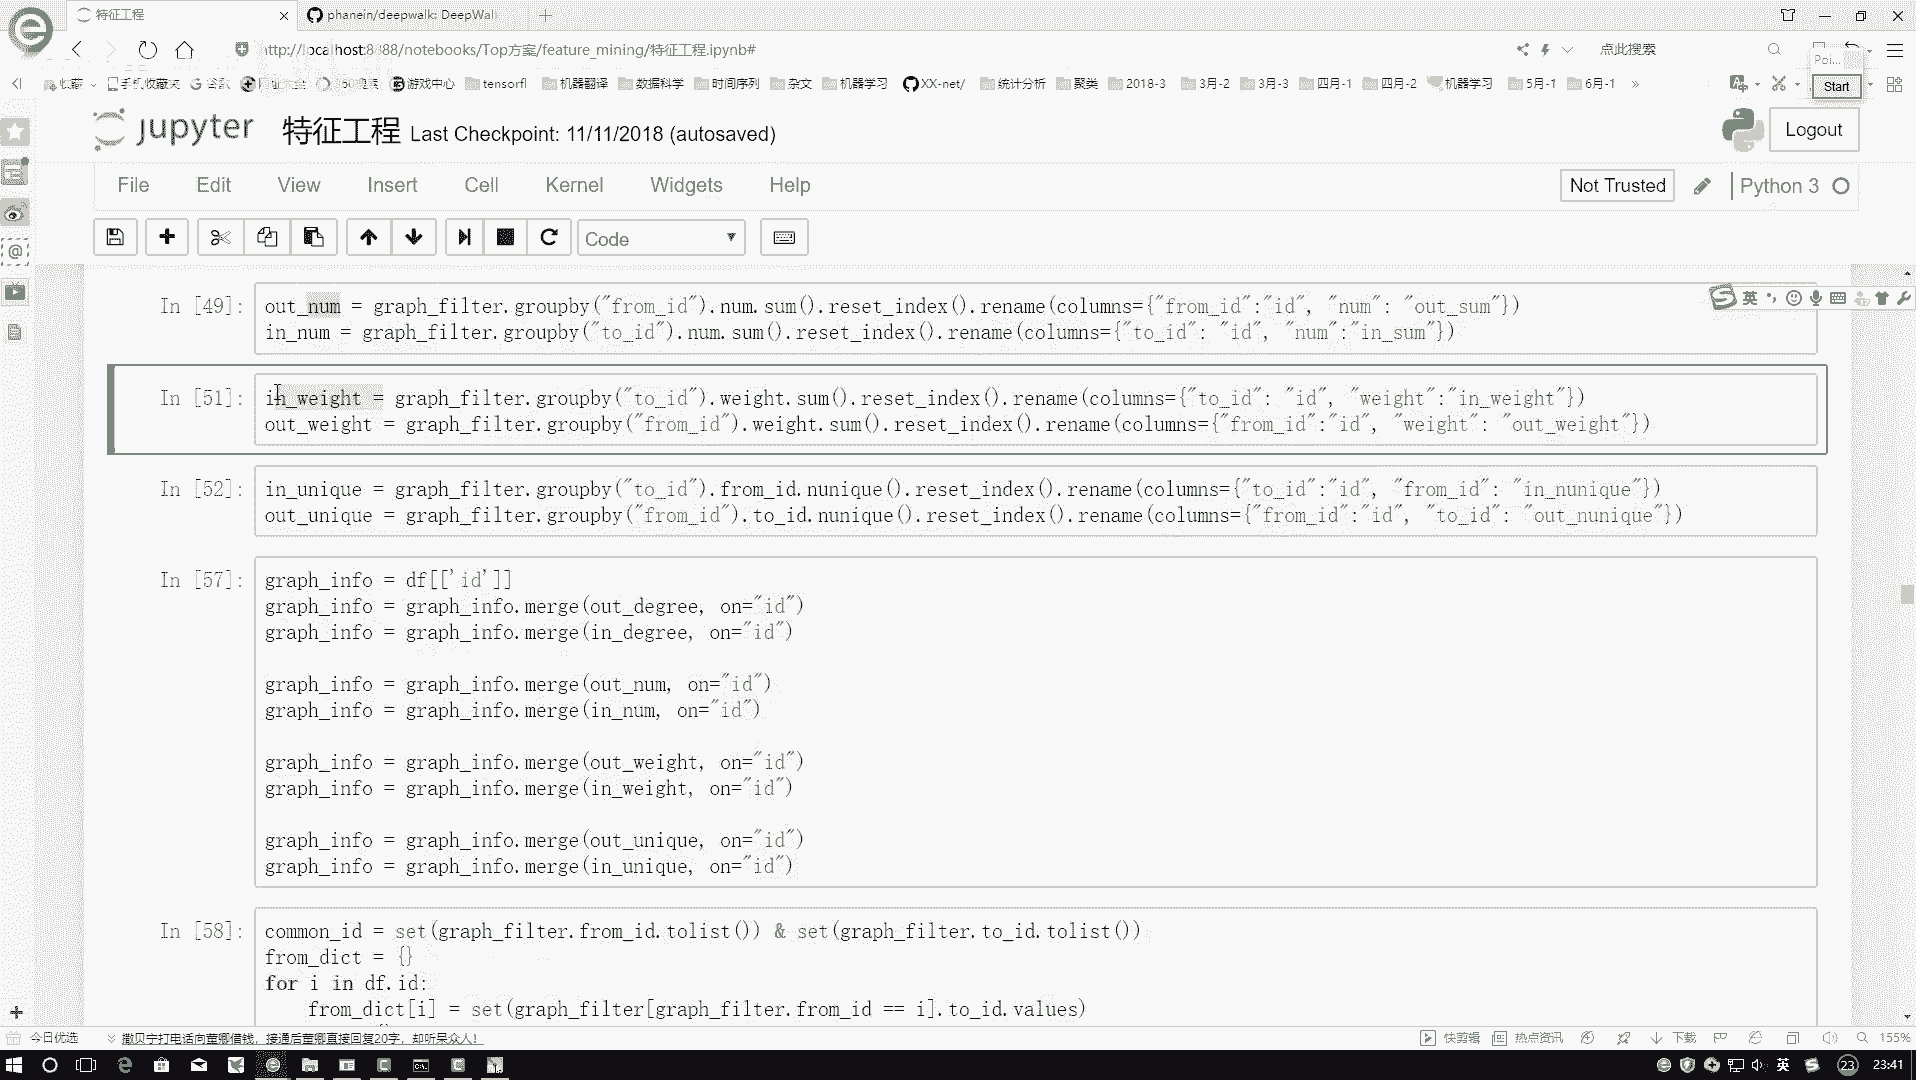 特征工程
phanein/deepwalk: DeepWalk
http://localhost:8888/notebooks/Top方案/feature_mining/特征工程.ipynb#
点此搜索
Poi...
收藏 手机收藏夹 游戏中心 tensorfl 机器翻译 数据科学 时间序列 杂文 机器学习 XX-net/ 统计分析 聚类 2018-3 3月-2 3月-3 四月-1 四月-2 机器学习 5月-1 6月-1 »
Start
jupyter 特征工程 Last Checkpoint: 11/11/2018 (autosaved)
Logout
File Edit View Insert Cell Kernel Widgets Help
Not Trusted
Python 3
Code
英
In [49]: out_num = graph_filter.groupby("from_id").num.sum().reset_index().rename(columns={"from_id":"id", "num": "out_sum"})
in_num = graph_filter.groupby("to_id").num.sum().reset_index().rename(columns={"to_id": "id", "num":"in_sum"})
In [51]: in_weight = graph_filter.groupby("to_id").weight.sum().reset_index().rename(columns={"to_id": "id", "weight":"in_weight"})
out_weight = graph_filter.groupby("from_id").weight.sum().reset_index().rename(columns={"from_id":"id", "weight": "out_weight"})
In [52]: in_unique = graph_filter.groupby("to_id").from_id.nunique().reset_index().rename(columns={"to_id":"id", "from_id": "in_nunique"})
out_unique = graph_filter.groupby("from_id").to_id.nunique().reset_index().rename(columns={"from_id":"id", "to_id": "out_nunique"})
In [57]: graph_info = df[['id']]
graph_info = graph_info.merge(out_degree, on="id")
graph_info = graph_info.merge(in_degree, on="id")
graph_info = graph_info.merge(out_num, on="id")
graph_info = graph_info.merge(in_num, on="id")
graph_info = graph_info.merge(out_weight, on="id")
graph_info = graph_info.merge(in_weight, on="id")
graph_info = graph_info.merge(out_unique, on="id")
graph_info = graph_info.merge(in_unique, on="id")
In [58]: common_id = set(graph_filter.from_id.tolist()) & set(graph_filter.to_id.tolist())
from_dict = {}
for i in df.id:
from_dict[i] = set(graph_filter[graph_filter.from_id == i].to_id.values)
今日优选 撒贝宁打电话向董卿借钱，接通后董卿直接回复20字，却听呆众人！ 快剪辑 热点资讯 下载 155%
英 23 23:41